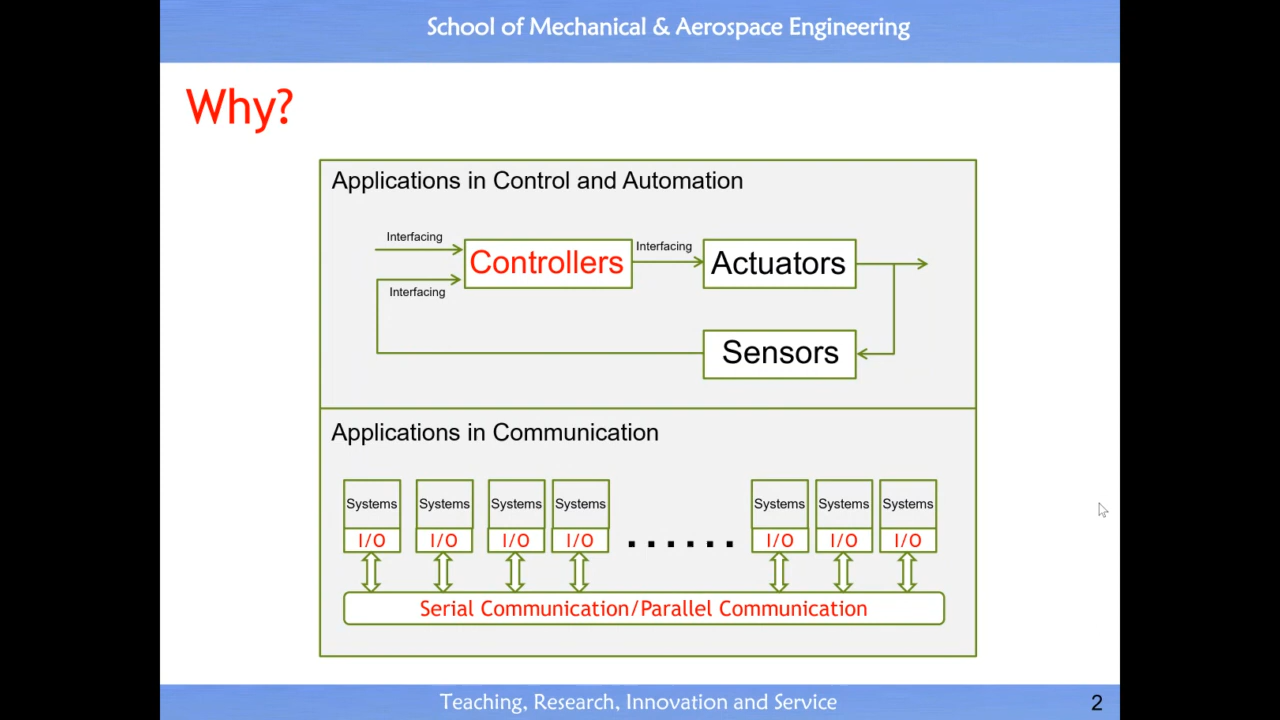 School of Mechanical & Aerospace Engineering
Why?
Applications in Control and Automation
Interfacing
Controllers
Interfacing
Actuators
Interfacing
Sensors
Applications in Communication
Systems Systems Systems Systems Systems Systems Systems
I/O I/O I/O I/O ...... I/O I/O I/O
Serial Communication/Parallel Communication
Teaching, Research, Innovation and Service
2